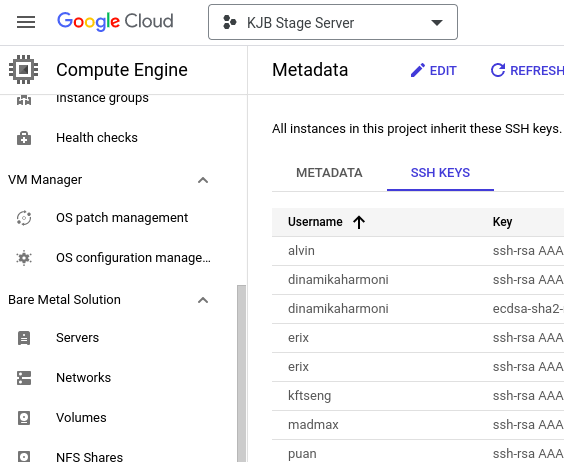 Google Cloud
KJB Stage Server
Compute Engine
Metadata
EDIT
REFRESH
Instance groups
Health checks
VM Manager
OS patch management
OS configuration manage…
Bare Metal Solution
Servers
Networks
Volumes
NFS Shares
All instances in this project inherit these SSH keys.
METADATA
SSH KEYS
Username Key
alvin ssh-rsa AAA
dinamikaharmoni ssh-rsa AAA
dinamikaharmoni ecdsa-sha2-
erix ssh-rsa AAA
erix ssh-rsa AAA
kftseng ssh-rsa AAA
madmax ssh-rsa AAA
puan ssh-rsa AAA